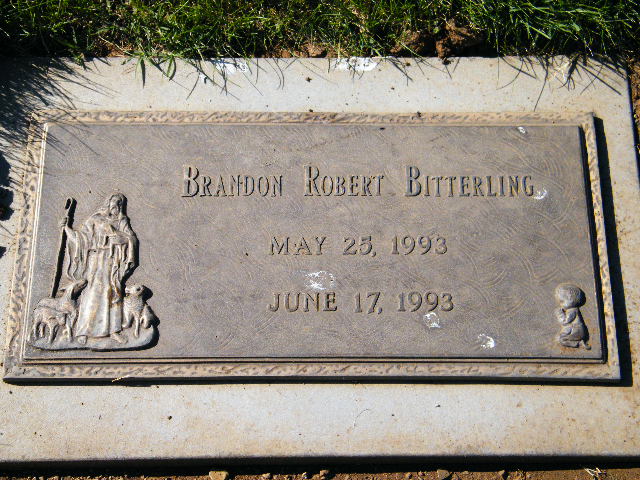 BRANDON ROBERT BITTERLING
MAY 25, 1993
JUNE 17, 1993